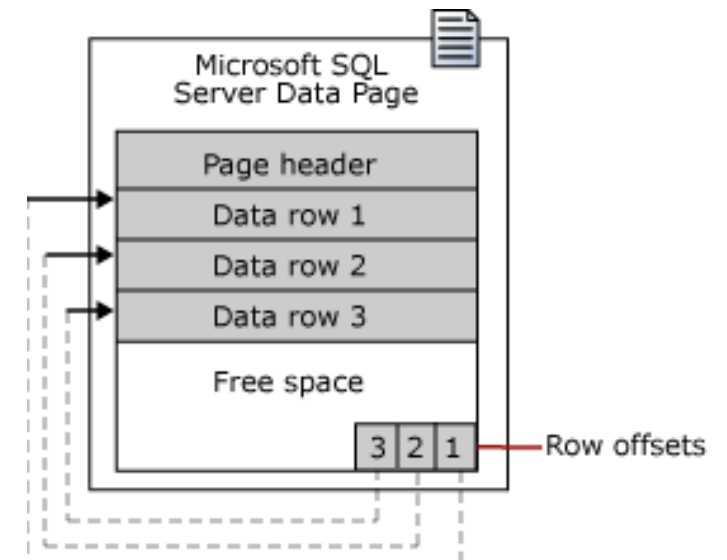 Microsoft SQL
Server Data Page
Page header
Data row 1
Data row 2
Data row 3
Free space
3 2 1
Row offsets